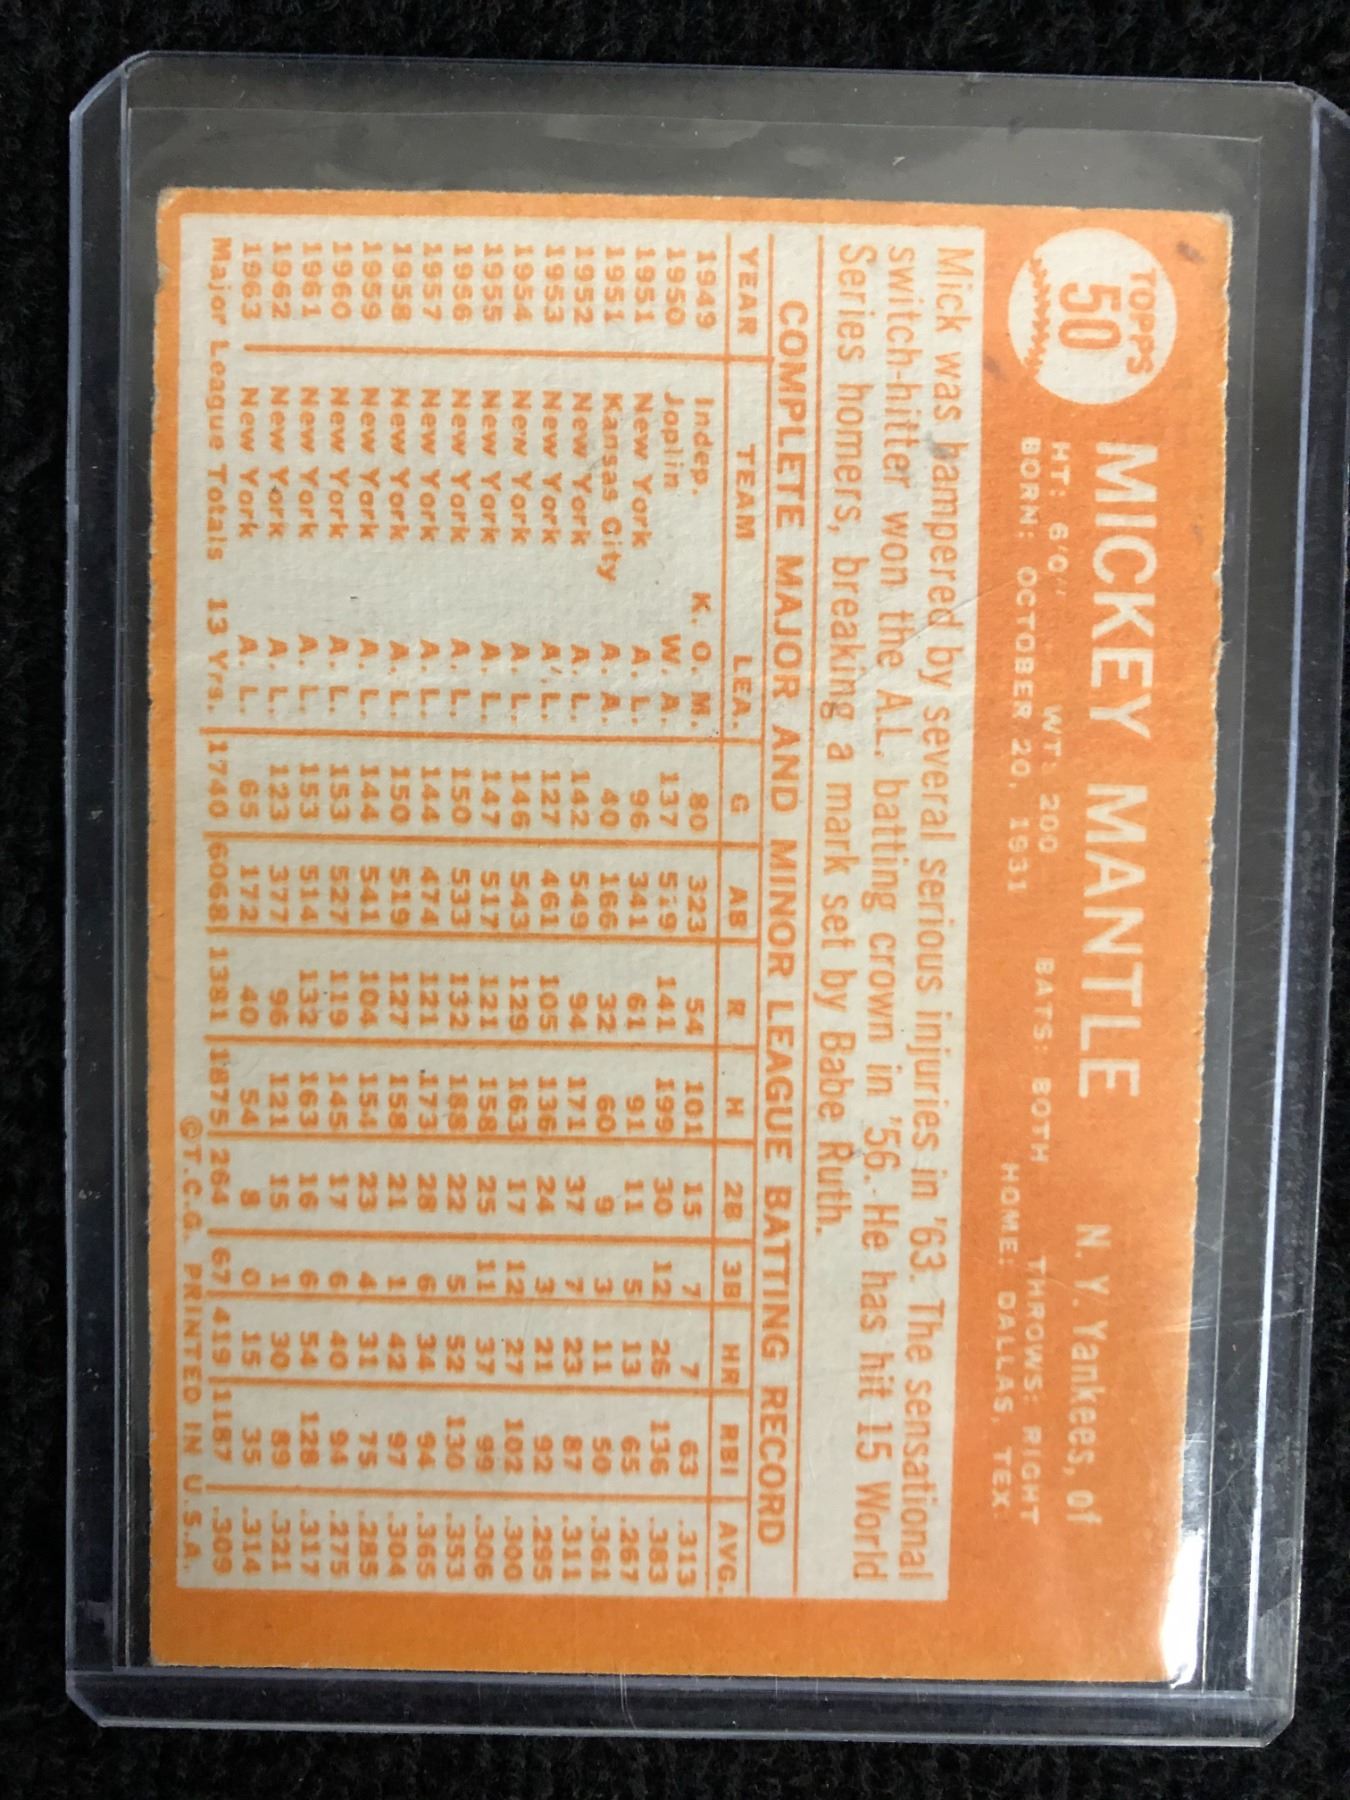 TOPPS
50
MICKEY MANTLE N. Y. Yankees, of
HT: 6'0" WT: 200 BATS: BOTH THROWS: RIGHT
BORN: OCTOBER 20, 1931 HOME: DALLAS, TEX.
Mick was hampered by several serious injuries in '63. The sensational
switch-hitter won the A.L. batting crown in '56. He has hit 15 World
Series homers, breaking a mark set by Babe Ruth.
COMPLETE MAJOR AND MINOR LEAGUE BATTING RECORD
YEAR TEAM LEA. G AB R H 2B 3B HR RBI AVG.
1949 Indep. K. O. M. 80 323 54 101 15 7 7 63 .313
1950 Joplin W. A. 137 519 141 199 30 12 26 136 .383
1951 New York A. L. 96 341 61 91 11 5 13 65 .267
1951 Kansas City A. A. 40 166 32 60 9 3 11 50 .361
1952 New York A. L. 142 549 94 171 37 7 23 87 .311
1953 New York A. L. 127 461 105 136 24 3 21 92 .295
1954 New York A. L. 146 543 129 163 17 12 27 102 .300
1955 New York A. L. 147 517 121 158 25 11 37 99 .306
1956 New York A. L. 150 533 132 188 22 5 52 130 .353
1957 New York A. L. 144 474 121 173 28 6 34 94 .365
1958 New York A. L. 150 519 127 158 21 1 42 97 .304
1959 New York A. L. 144 541 104 154 23 4 31 75 .285
1960 New York A. L. 153 527 119 145 17 6 40 94 .275
1961 New York A. L. 153 514 132 163 16 6 54 128 .317
1962 New York A. L. 123 377 96 121 15 1 30 89 .321
1963 New York A. L. 65 172 40 54 8 0 15 35 .314
Major League Totals 13 Yrs. 1740 6068 1381 1875 264 67 419 1187 .309
©T.C.G. PRINTED IN U.S.A.